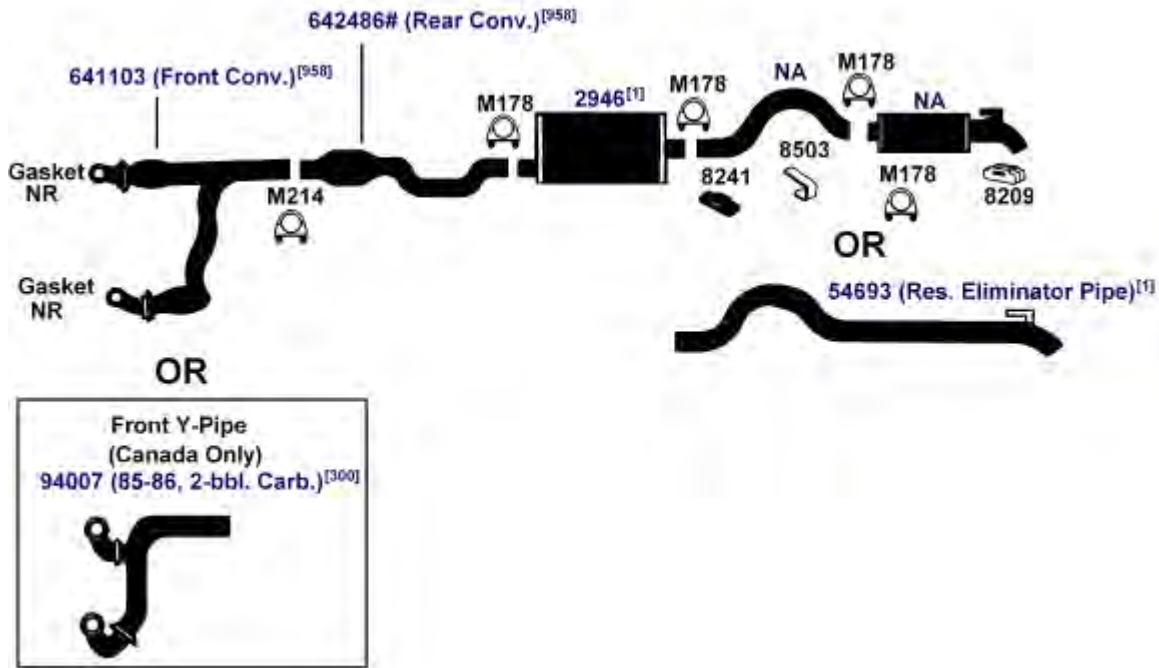 642486# (Rear Conv.)[958]
641103 (Front Conv.)[958]
M178
2946[1]
M178
NA
M178
NA
Gasket
NR
M214
8241
8503
M178
8209
OR
Gasket
NR
54693 (Res. Eliminator Pipe)[1]
OR
Front Y-Pipe
(Canada Only)
94007 (85-86, 2-bbl. Carb.)[300]